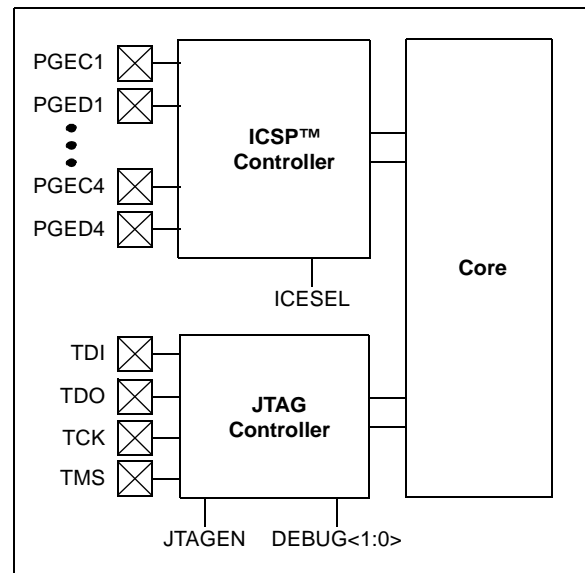 PGEC1
PGED1
PGEC4
PGED4
ICSP™
Controller
ICESEL
Core
TDI
TDO
TCK
TMS
JTAG
Controller
JTAGEN
DEBUG<1:0>